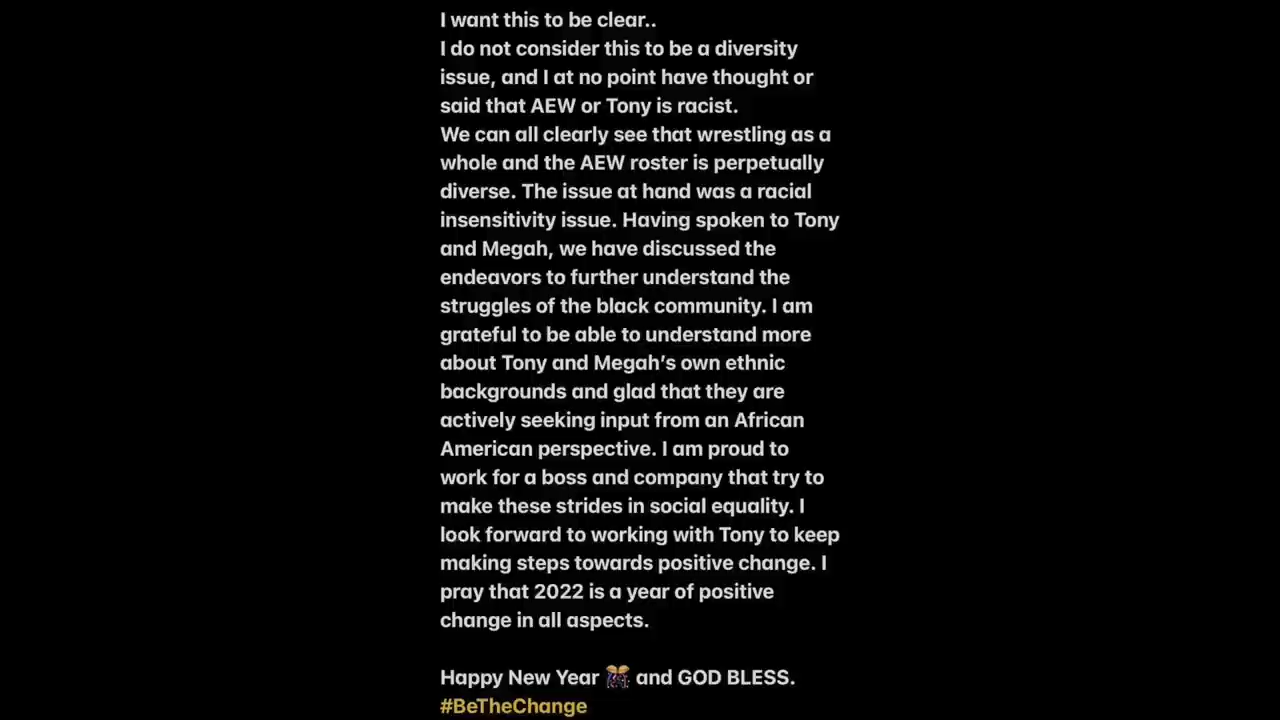 I want this to be clear..
I do not consider this to be a diversity
issue, and I at no point have thought or
said that AEW or Tony is racist.
We can all clearly see that wrestling as a
whole and the AEW roster is perpetually
diverse. The issue at hand was a racial
insensitivity issue. Having spoken to Tony
and Megah, we have discussed the
endeavors to further understand the
struggles of the black community. I am
grateful to be able to understand more
about Tony and Megah’s own ethnic
backgrounds and glad that they are
actively seeking input from an African
American perspective. I am proud to
work for a boss and company that try to
make these strides in social equality. I
look forward to working with Tony to keep
making steps towards positive change. I
pray that 2022 is a year of positive
change in all aspects.
Happy New Year and GOD BLESS.
#BeTheChange